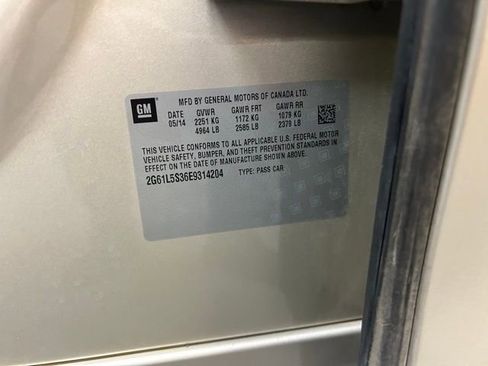 GM
MFD BY GENERAL MOTORS OF CANADA LTD.
DATE GVWR GAWR FRT GAWR RR
05/14 2251 KG 1172 KG 1079 KG
4964 LB 2585 LB 2379 LB
THIS VEHICLE CONFORMS TO ALL APPLICABLE U.S. FEDERAL MOTOR
VEHICLE SAFETY, BUMPER, AND THEFT PREVENTION STANDARDS IN
EFFECT ON THE DATE OF MANUFACTURE SHOWN ABOVE.
2G61L5S36E9314204 TYPE: PASS CAR